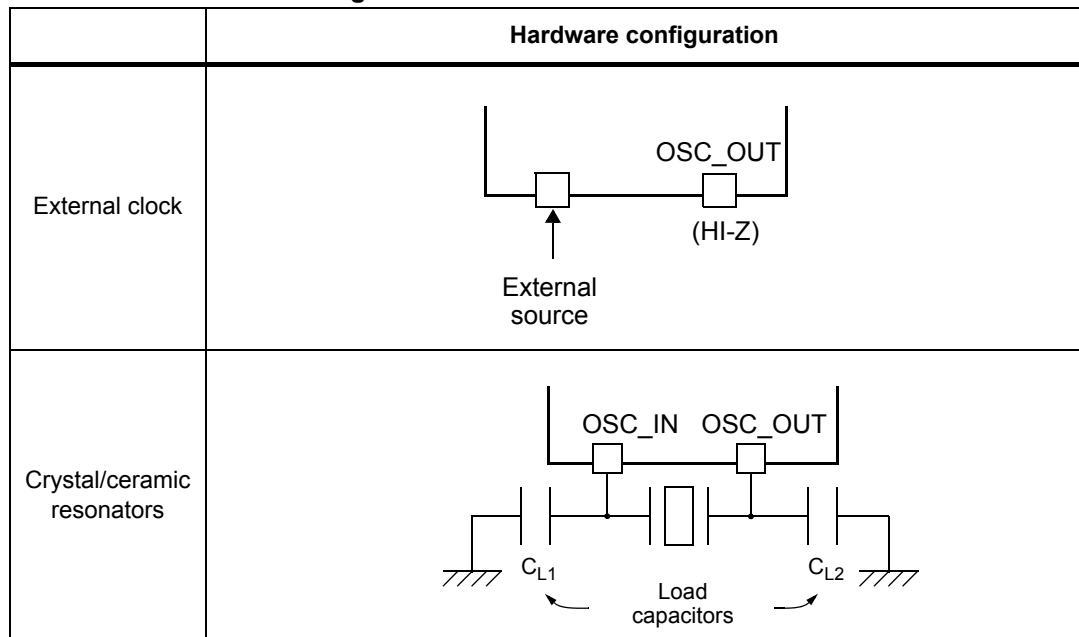 Hardware configuration
External clock
OSC_OUT
(HI-Z)
External
source
Crystal/ceramic
resonators
OSC_IN OSC_OUT
CL1
CL2
Load
capacitors